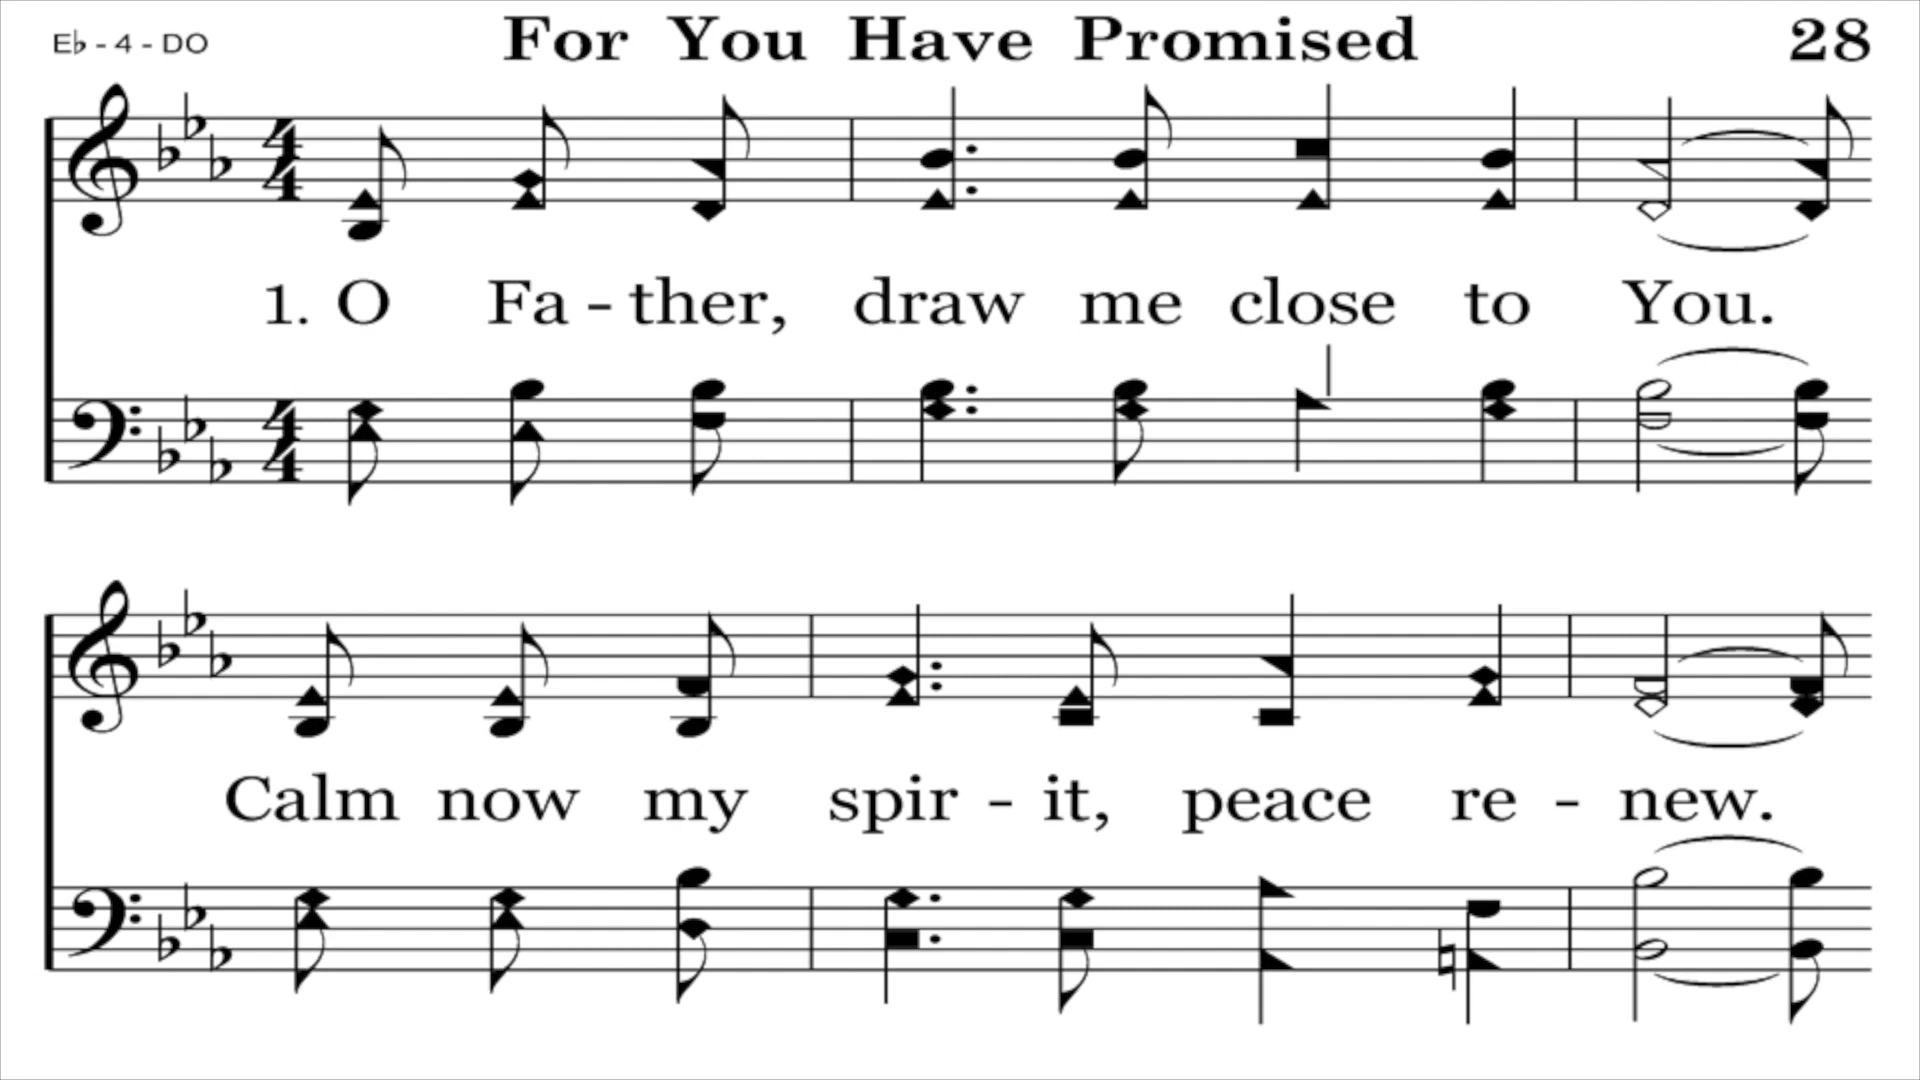 E♭ - 4 - DO For You Have Promised 28
1. O Fa - ther, draw me close to You.
Calm now my spir - it, peace re - new.